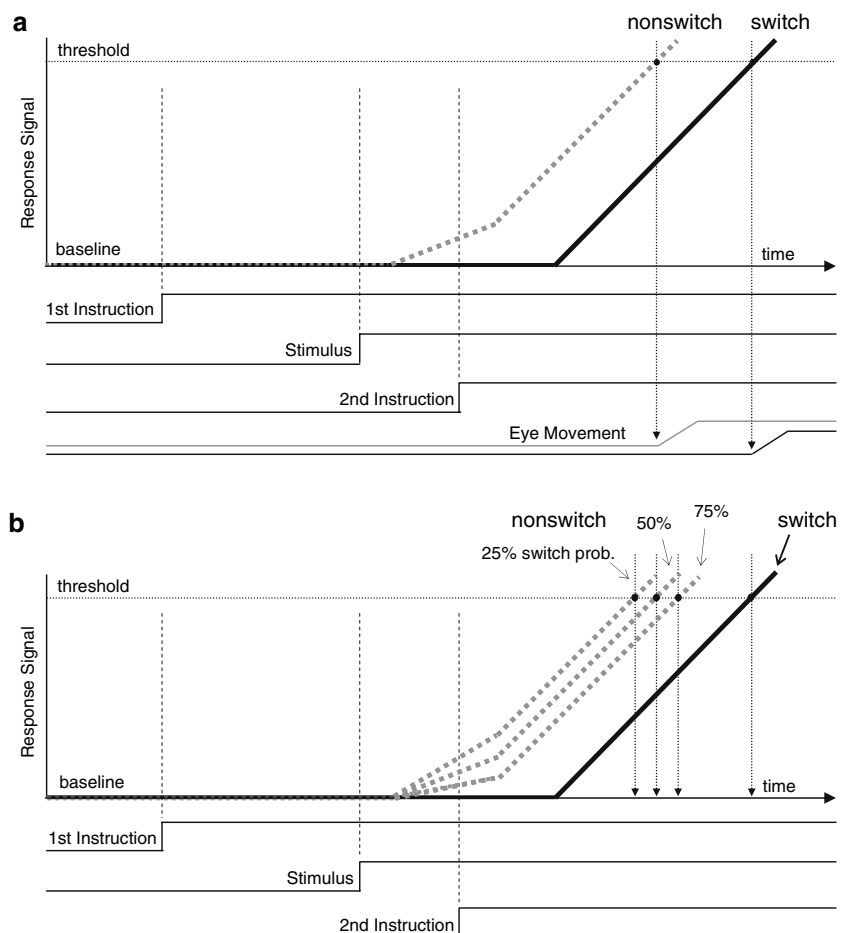 a
nonswitch switch
threshold
Response Signal
baseline
time
1st Instruction
Stimulus
2nd Instruction
Eye Movement
b
nonswitch 50% 75% switch
25% switch prob.
threshold
Response Signal
baseline
time
1st Instruction
Stimulus
2nd Instruction